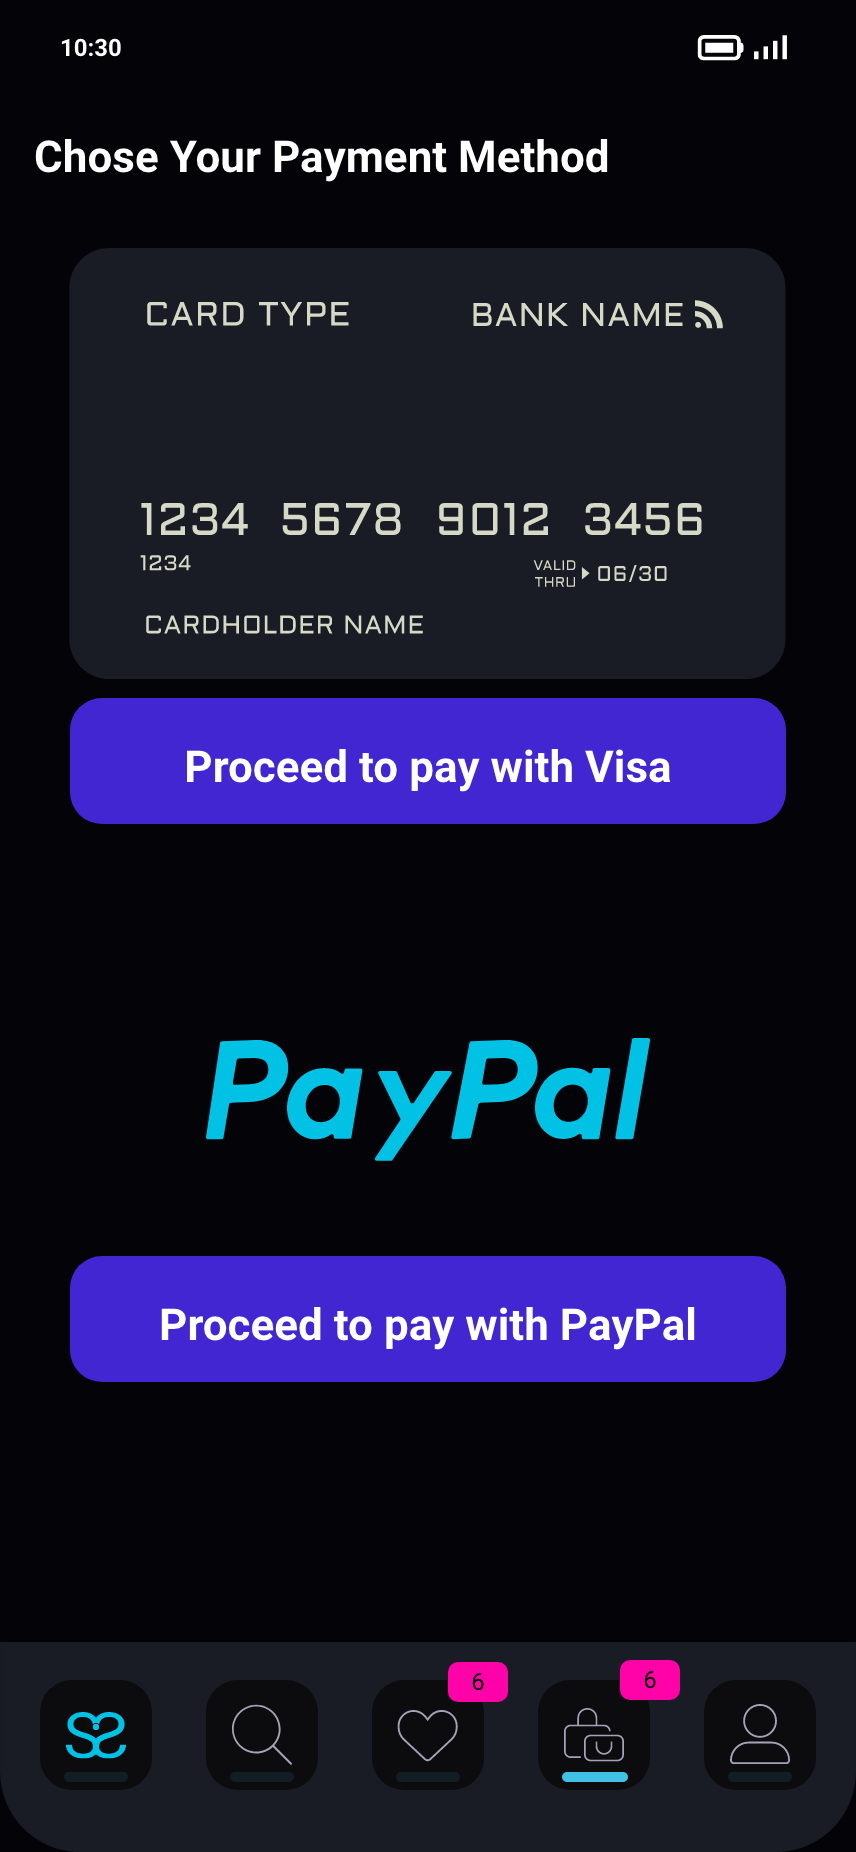 10:30
Chose Your Payment Method
CARD TYPE BANK NAME
1234 5678 9012 3456
1234
VALID
THRU 06/30
CARDHOLDER NAME
Proceed to pay with Visa
PayPal
Proceed to pay with PayPal
6 6